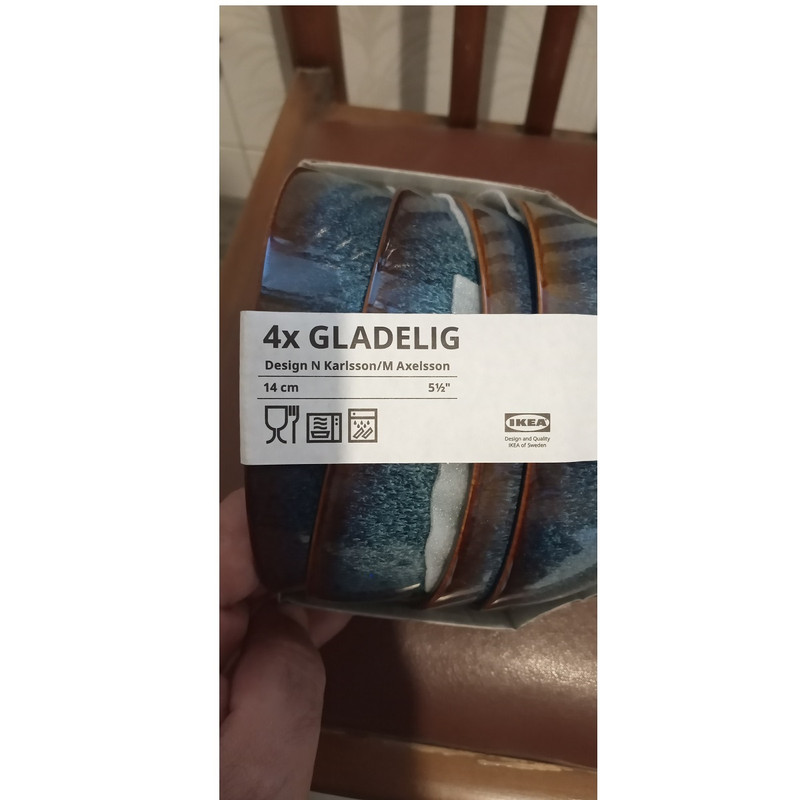 4x GLADELIG
Design N Karlsson/M Axelsson
14 cm 5½"
IKEA
Design and Quality
IKEA of Sweden